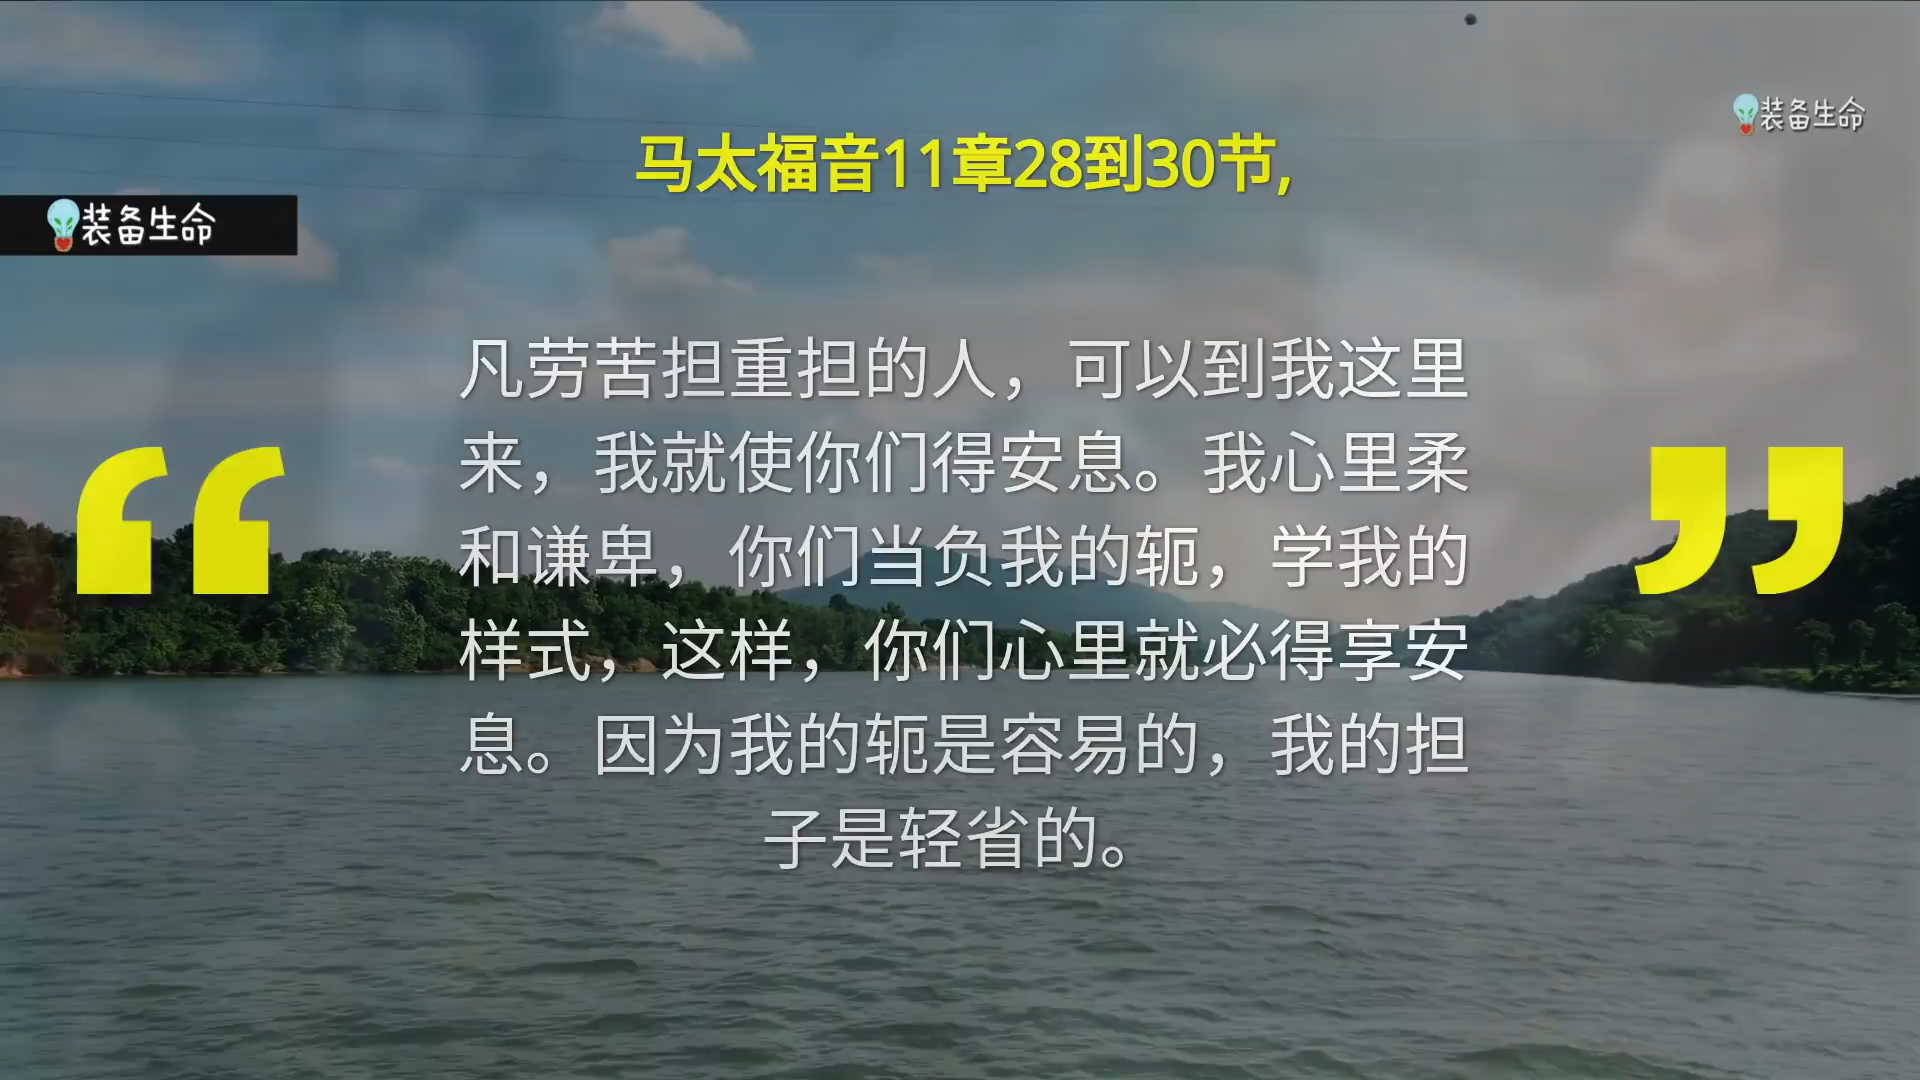 装备生命
马太福音11章28到30节,
装备生命
凡劳苦担重担的人，可以到我这里
来，我就使你们得安息。我心里柔
和谦卑，你们当负我的轭，学我的
样式，这样，你们心里就必得享安
息。因为我的轭是容易的，我的担
子是轻省的。
“ ”